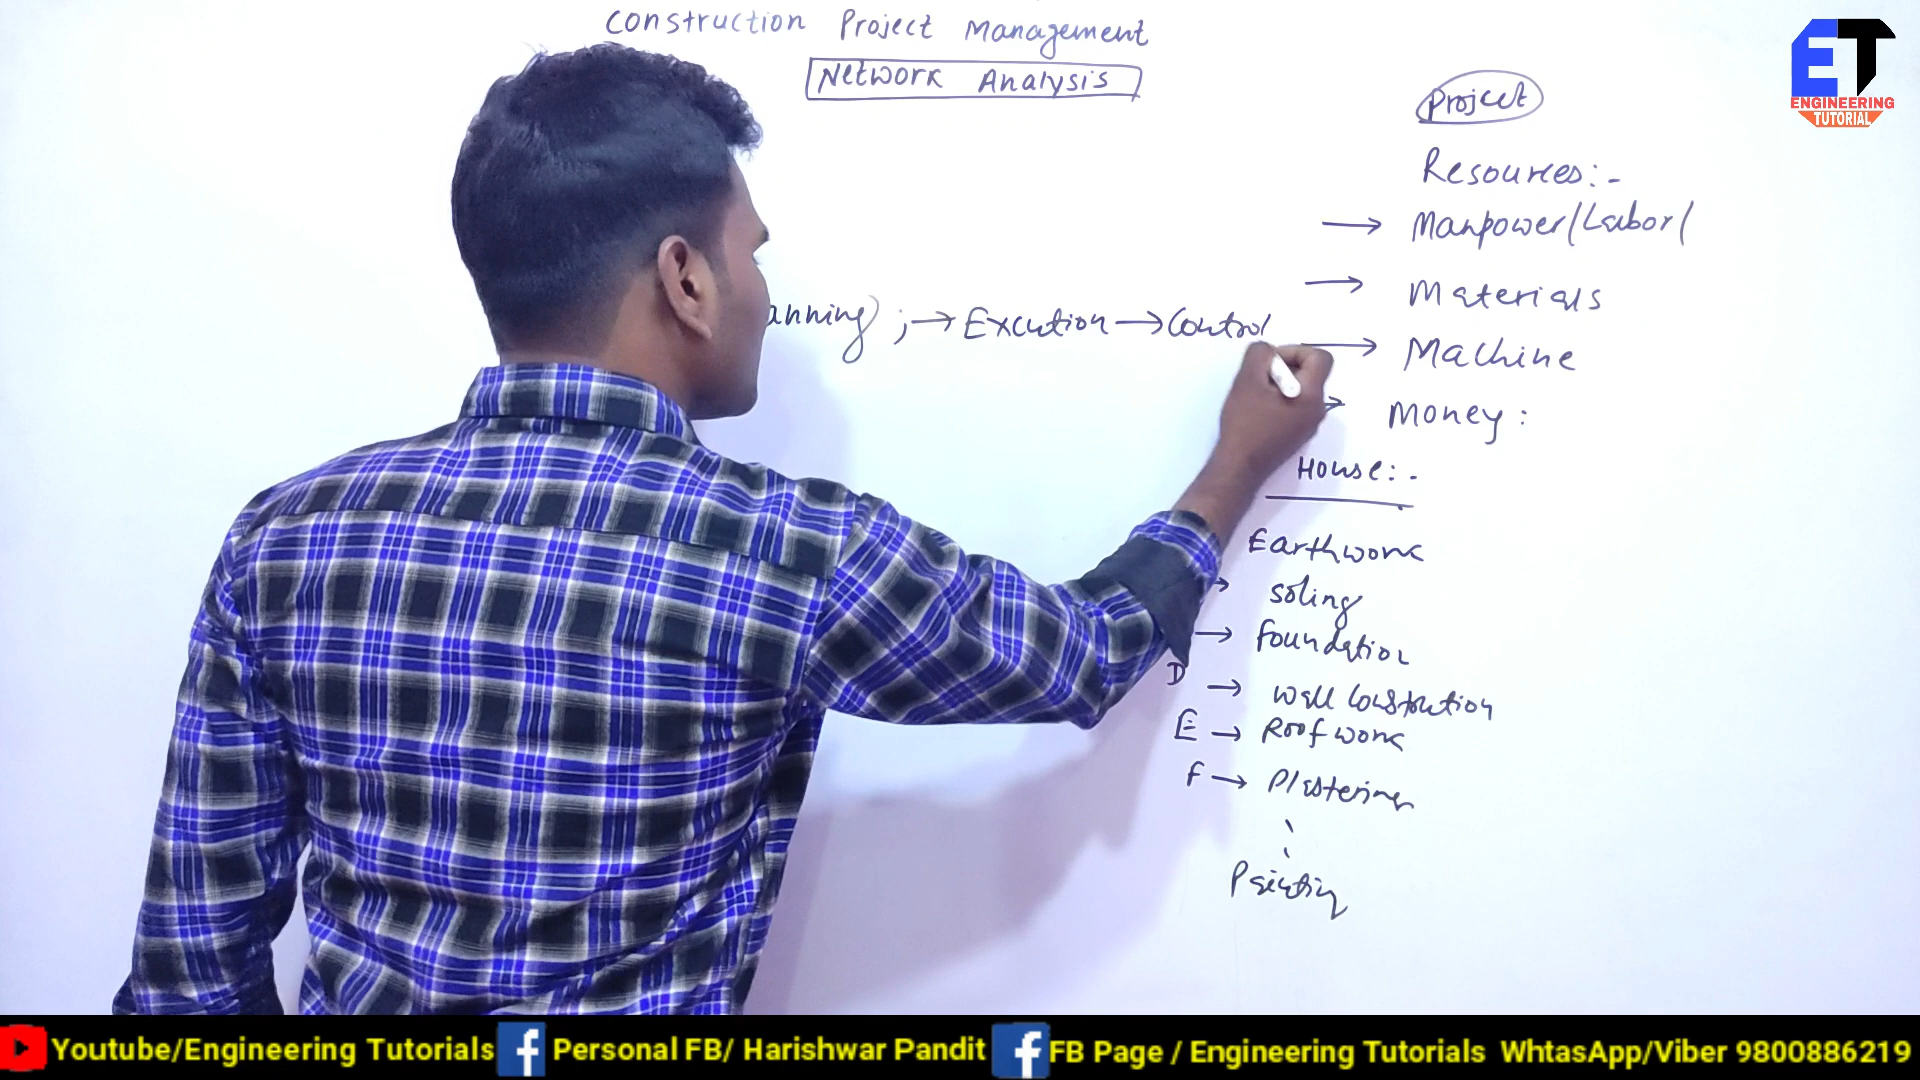 Construction Project Management
Network Analysis
ET
ENGINEERING
TUTORIAL
Project
Resources:-
→ Manpower/Labor/
→ Materials
→ Machine
→ Money:
anning) ; → Excution → Control
House:-
Earthwork
→ soling
→ foundation
D → wall construction
E → Roof work
F → Plastering
Painting
Youtube/Engineering Tutorials
Personal FB/ Harishwar Pandit
FB Page / Engineering Tutorials WhtasApp/Viber 9800886219